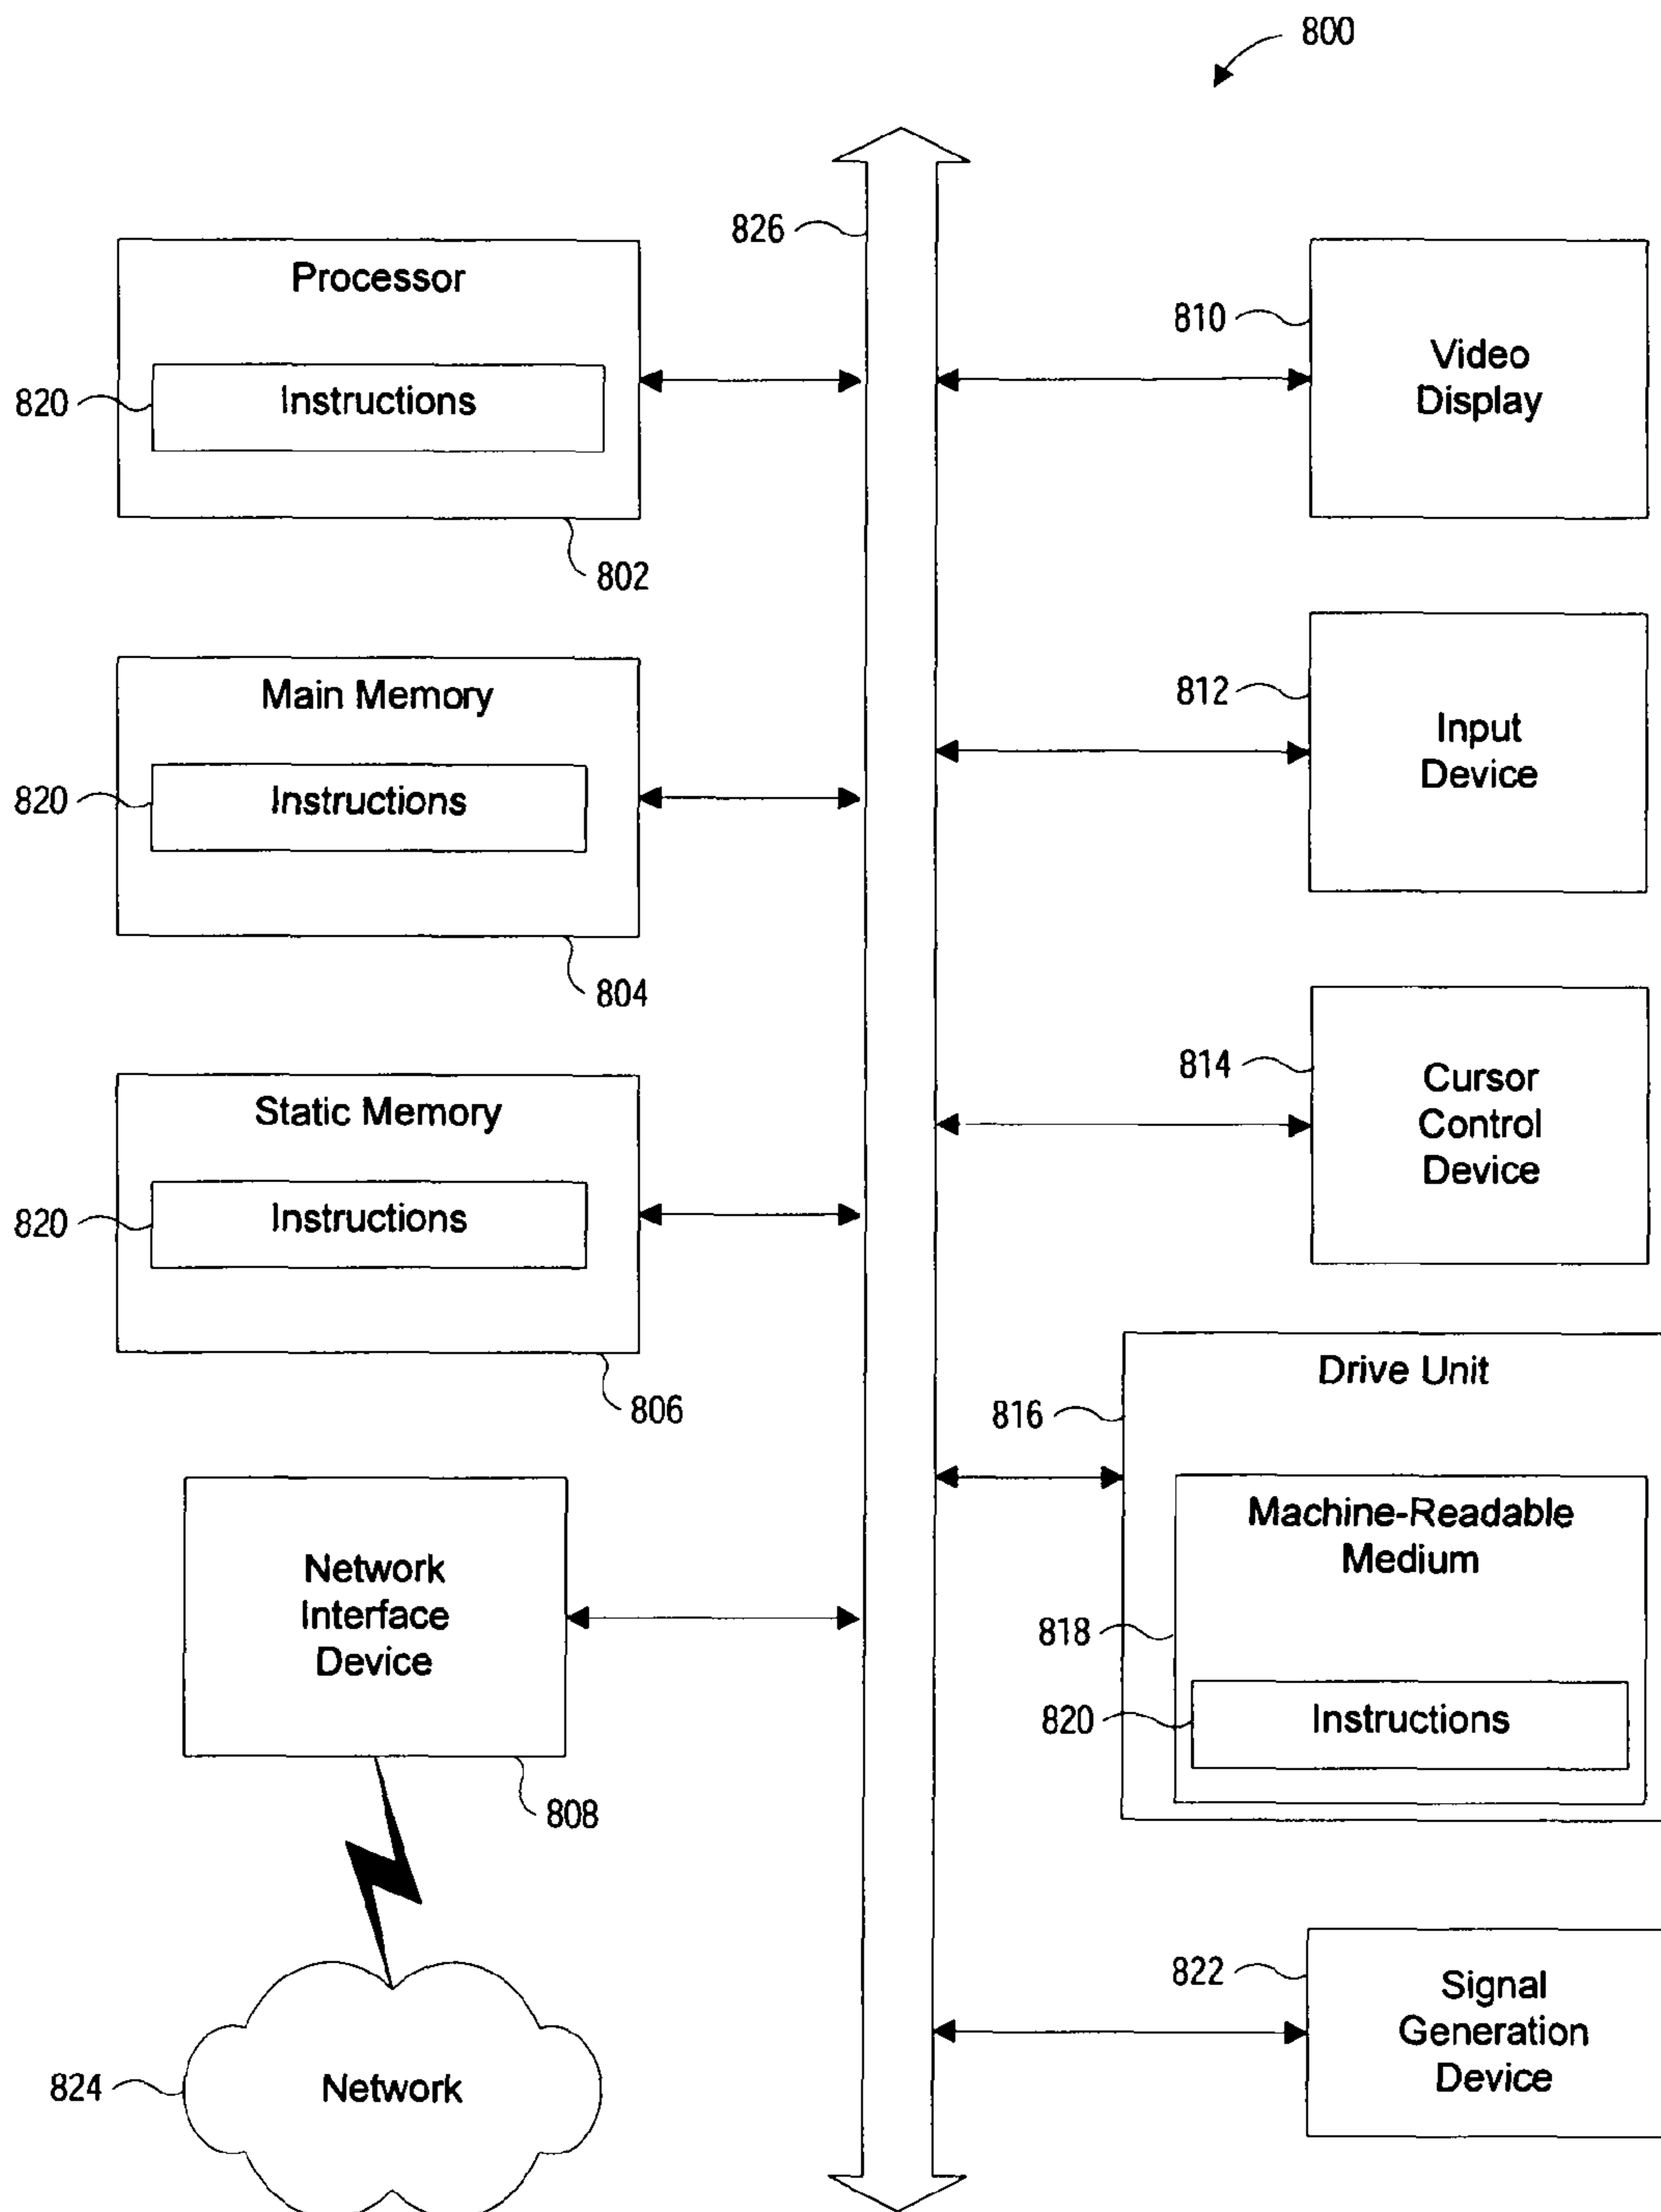 800
826
Processor
820
Instructions
802
810
Video
Display
Main Memory
820
Instructions
804
812
Input
Device
Static Memory
820
Instructions
806
814
Cursor
Control
Device
Drive Unit
816
Machine-Readable
Medium
818
820
Instructions
Network
Interface
Device
808
824
Network
822
Signal
Generation
Device